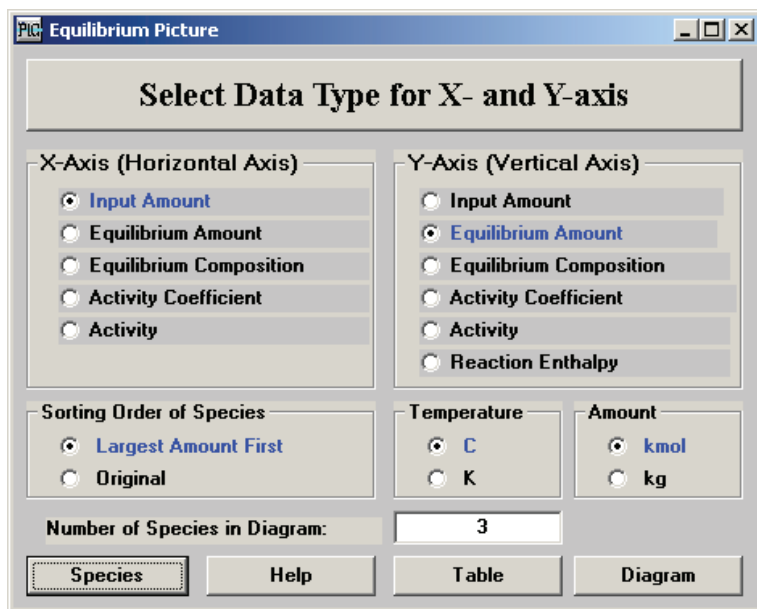 PIC Equilibrium Picture
Select Data Type for X- and Y-axis
X-Axis (Horizontal Axis)
Input Amount
Equilibrium Amount
Equilibrium Composition
Activity Coefficient
Activity
Y-Axis (Vertical Axis)
Input Amount
Equilibrium Amount
Equilibrium Composition
Activity Coefficient
Activity
Reaction Enthalpy
Sorting Order of Species
Largest Amount First
Original
Temperature
C
K
Amount
kmol
kg
Number of Species in Diagram: 3
Species Help Table Diagram